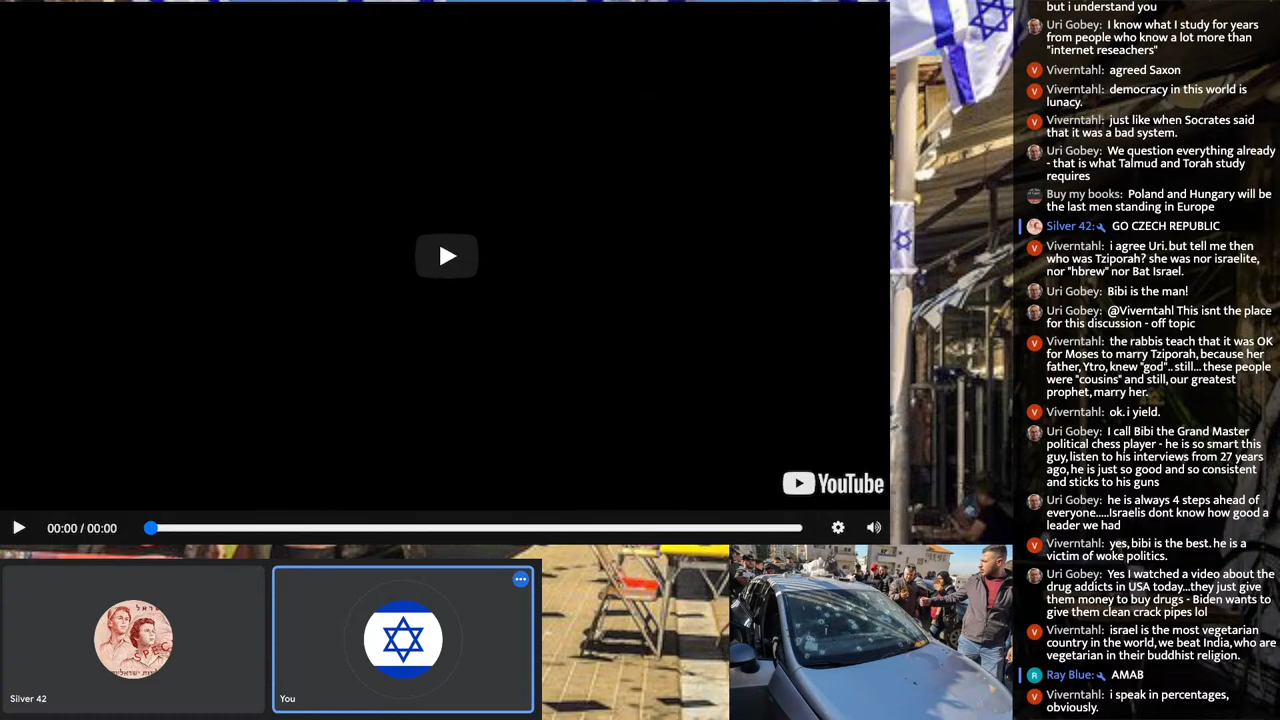 but i understand you
Uri Gobey: I know what I study for years
from people who know a lot more than
"internet reseachers"
V Viverntahl: agreed Saxon
V Viverntahl: democracy in this world is
lunacy.
V Viverntahl: just like when Socrates said
that it was a bad system.
Uri Gobey: We question everything already
- that is what Talmud and Torah study
requires
Buy my books: Poland and Hungary will be
the last men standing in Europe
Silver 42: GO CZECH REPUBLIC
V Viverntahl: i agree Uri. but tell me then
who was Tziporah? she was nor israelite,
nor "hbrew" nor Bat Israel.
Uri Gobey: Bibi is the man!
Uri Gobey: @Viverntahl This isnt the place
for this discussion - off topic
V Viverntahl: the rabbis teach that it was OK
for Moses to marry Tziporah, because her
father, Ytro, knew "god".. still... these people
were "cousins" and still, our greatest
prophet, marry her.
V Viverntahl: ok. i yield.
Uri Gobey: I call Bibi the Grand Master
political chess player - he is so smart this
guy, listen to his interviews from 27 years
ago, he is just so good and so consistent
and sticks to his guns
Uri Gobey: he is always 4 steps ahead of
everyone.....Israelis dont know how good a
leader we had
V Viverntahl: yes, bibi is the best. he is a
victim of woke politics.
Uri Gobey: Yes I watched a video about the
drug addicts in USA today...they just give
them money to buy drugs - Biden wants to
give them clean crack pipes lol
V Viverntahl: israel is the most vegetarian
country in the world, we beat India, who are
vegetarian in their buddhist religion.
R Ray Blue: AMAB
V Viverntahl: i speak in percentages,
obviously.
YouTube
00:00 / 00:00
SPEC
Silver 42
You